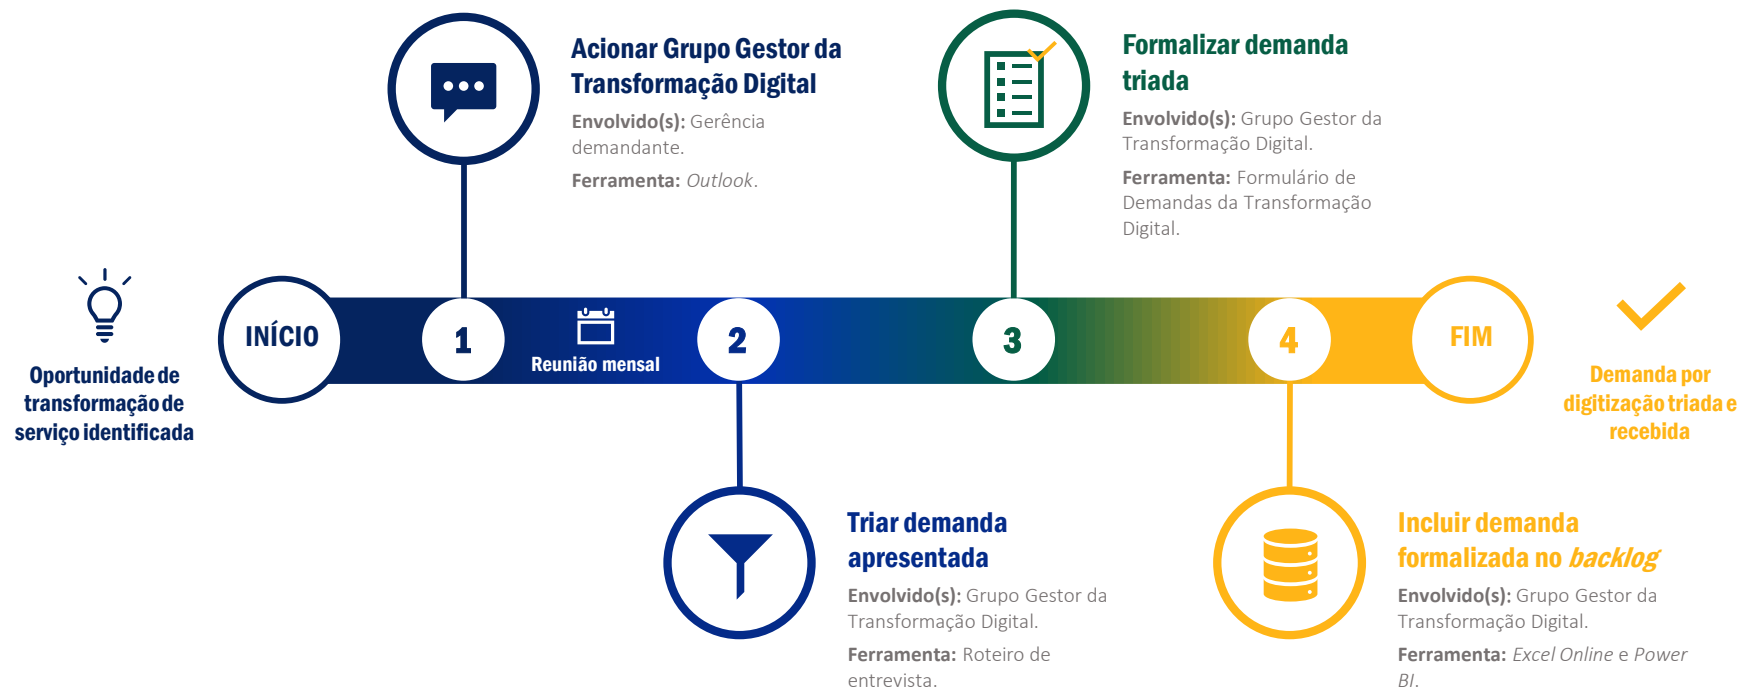 Acionar Grupo Gestor da
Transformação Digital
Envolvido(s): Gerência
demandante.
Ferramenta: Outlook.
Formalizar demanda
triada
Envolvido(s): Grupo Gestor da
Transformação Digital.
Ferramenta: Formulário de
Demandas da Transformação
Digital.
Oportunidade de
transformação de
serviço identificada
INÍCIO
1
Reunião mensal
2
3
4
FIM
Demanda por
digitização triada e
recebida
Triar demanda
apresentada
Envolvido(s): Grupo Gestor da
Transformação Digital.
Ferramenta: Roteiro de
entrevista.
Incluir demanda
formalizada no backlog
Envolvido(s): Grupo Gestor da
Transformação Digital.
Ferramenta: Excel Online e Power
BI.